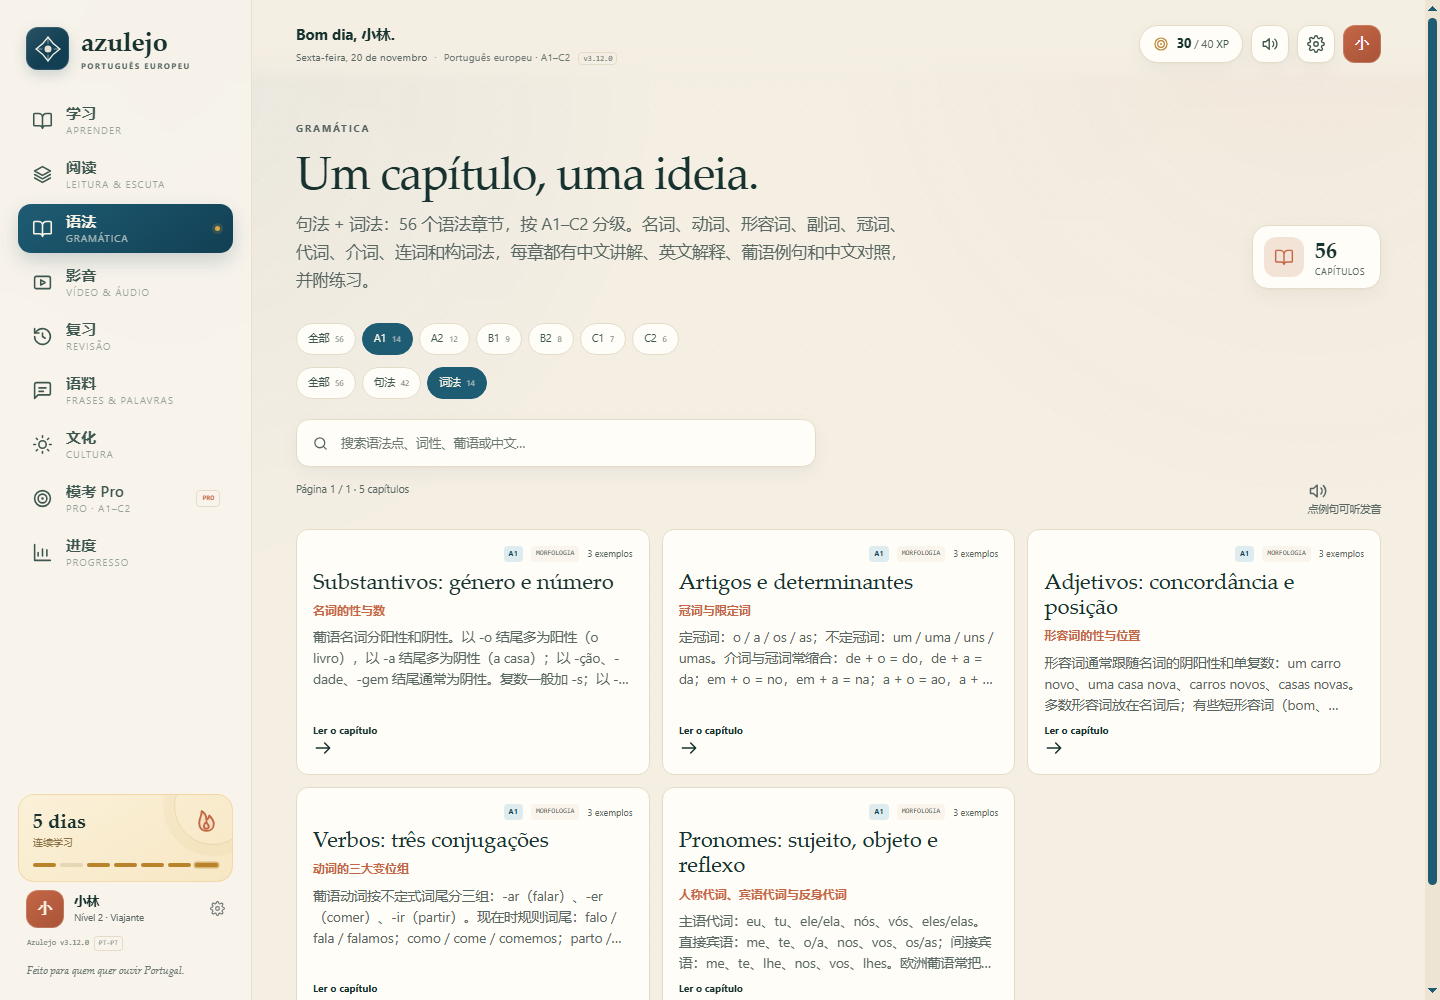 azulejo
PORTUGUÊS EUROPEU
学习
APRENDER
阅读
LEITURA & ESCUTA
语法
GRAMÁTICA
影音
VÍDEO & ÁUDIO
复习
REVISÃO
语料
FRASES & PALAVRAS
文化
CULTURA
模考 Pro
PRO · A1–C2
PRO
进度
PROGRESSO
5 dias
连续学习
小
小林
Nível 2 · Viajante
Azulejo v3.12.0 PT-PT
Feito para quem quer ouvir Portugal.
Bom dia, 小林.
Sexta-feira, 20 de novembro · Português europeu · A1–C2 v3.12.0
30 / 40 XP
小
GRAMÁTICA
Um capítulo, uma ideia.
句法 + 词法：56 个语法章节，按 A1–C2 分级。名词、动词、形容词、副词、冠词、
代词、介词、连词和构词法，每章都有中文讲解、英文解释、葡语例句和中文对照，
并附练习。
56
CAPÍTULOS
全部 56 A1 14 A2 12 B1 9 B2 8 C1 7 C2 6
全部 56 句法 42 词法 14
搜索语法点、词性、葡语或中文...
Página 1 / 1 · 5 capítulos
点例句可听发音
A1 MORFOLOGIA 3 exemplos
Substantivos: género e número
名词的性与数
葡语名词分阳性和阴性。以 -o 结尾多为阳性（o
livro），以 -a 结尾多为阴性（a casa）；以 -ção、-
dade、-gem 结尾通常为阴性。复数一般加 -s；以 -...
Ler o capítulo
A1 MORFOLOGIA 3 exemplos
Artigos e determinantes
冠词与限定词
定冠词：o / a / os / as；不定冠词：um / uma / uns /
umas。介词与冠词常缩合：de + o = do，de + a =
da；em + o = no，em + a = na；a + o = ao，a + ...
Ler o capítulo
A1 MORFOLOGIA 3 exemplos
Adjetivos: concordância e
posição
形容词的性与位置
形容词通常跟随名词的阴阳性和单复数：um carro
novo、uma casa nova、carros novos、casas novas。
多数形容词放在名词后；有些短形容词（bom、...
Ler o capítulo
A1 MORFOLOGIA 3 exemplos
Verbos: três conjugações
动词的三大变位组
葡语动词按不定式词尾分三组：-ar（falar）、-er
（comer）、-ir（partir）。现在时规则词尾：falo /
fala / falamos；como / come / comemos；parto /...
Ler o capítulo
A1 MORFOLOGIA 3 exemplos
Pronomes: sujeito, objeto e
reflexo
人称代词、宾语代词与反身代词
主语代词：eu、tu、ele/ela、nós、vós、eles/elas。
直接宾语：me、te、o/a、nos、vos、os/as；间接宾
语：me、te、lhe、nos、vos、lhes。欧洲葡语常把...
Ler o capítulo